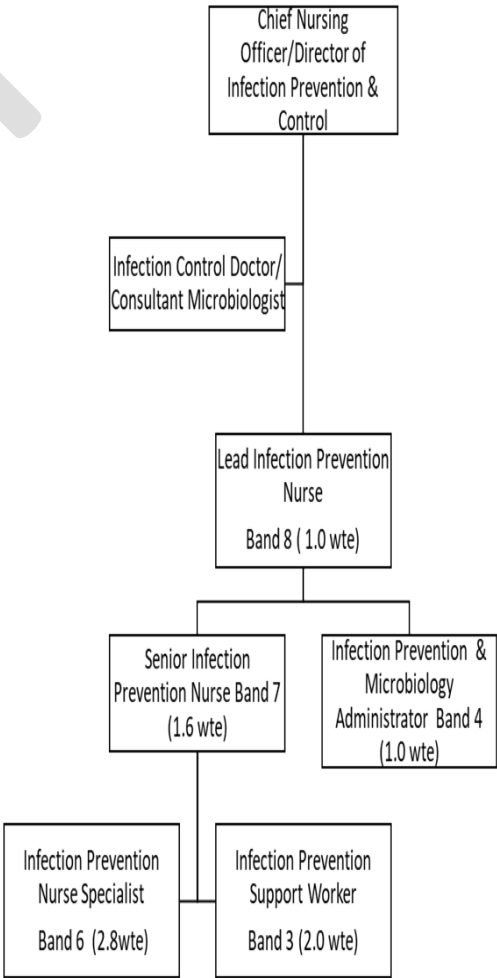 Chief Nursing
Officer/Director of
Infection Prevention &
Control
Infection Control Doctor/
Consultant Microbiologist
Lead Infection Prevention
Nurse
Band 8 ( 1.0 wte)
Senior Infection
Prevention Nurse Band 7
(1.6 wte)
Infection Prevention &
Microbiology
Administrator Band 4
(1.0 wte)
Infection Prevention
Nurse Specialist
Band 6 (2.8wte)
Infection Prevention
Support Worker
Band 3 (2.0 wte)